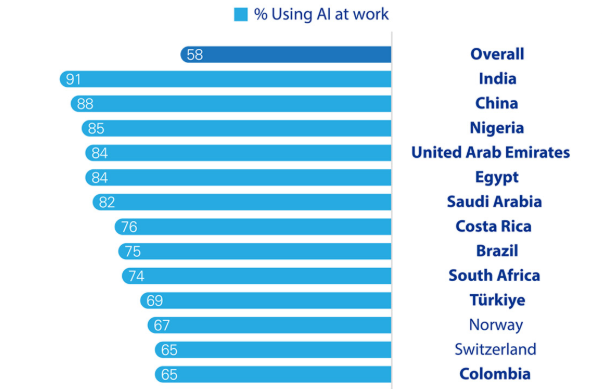 % Using AI at work
58 Overall
91 India
88 China
85 Nigeria
84 United Arab Emirates
84 Egypt
82 Saudi Arabia
76 Costa Rica
75 Brazil
74 South Africa
69 Türkiye
67 Norway
65 Switzerland
65 Colombia